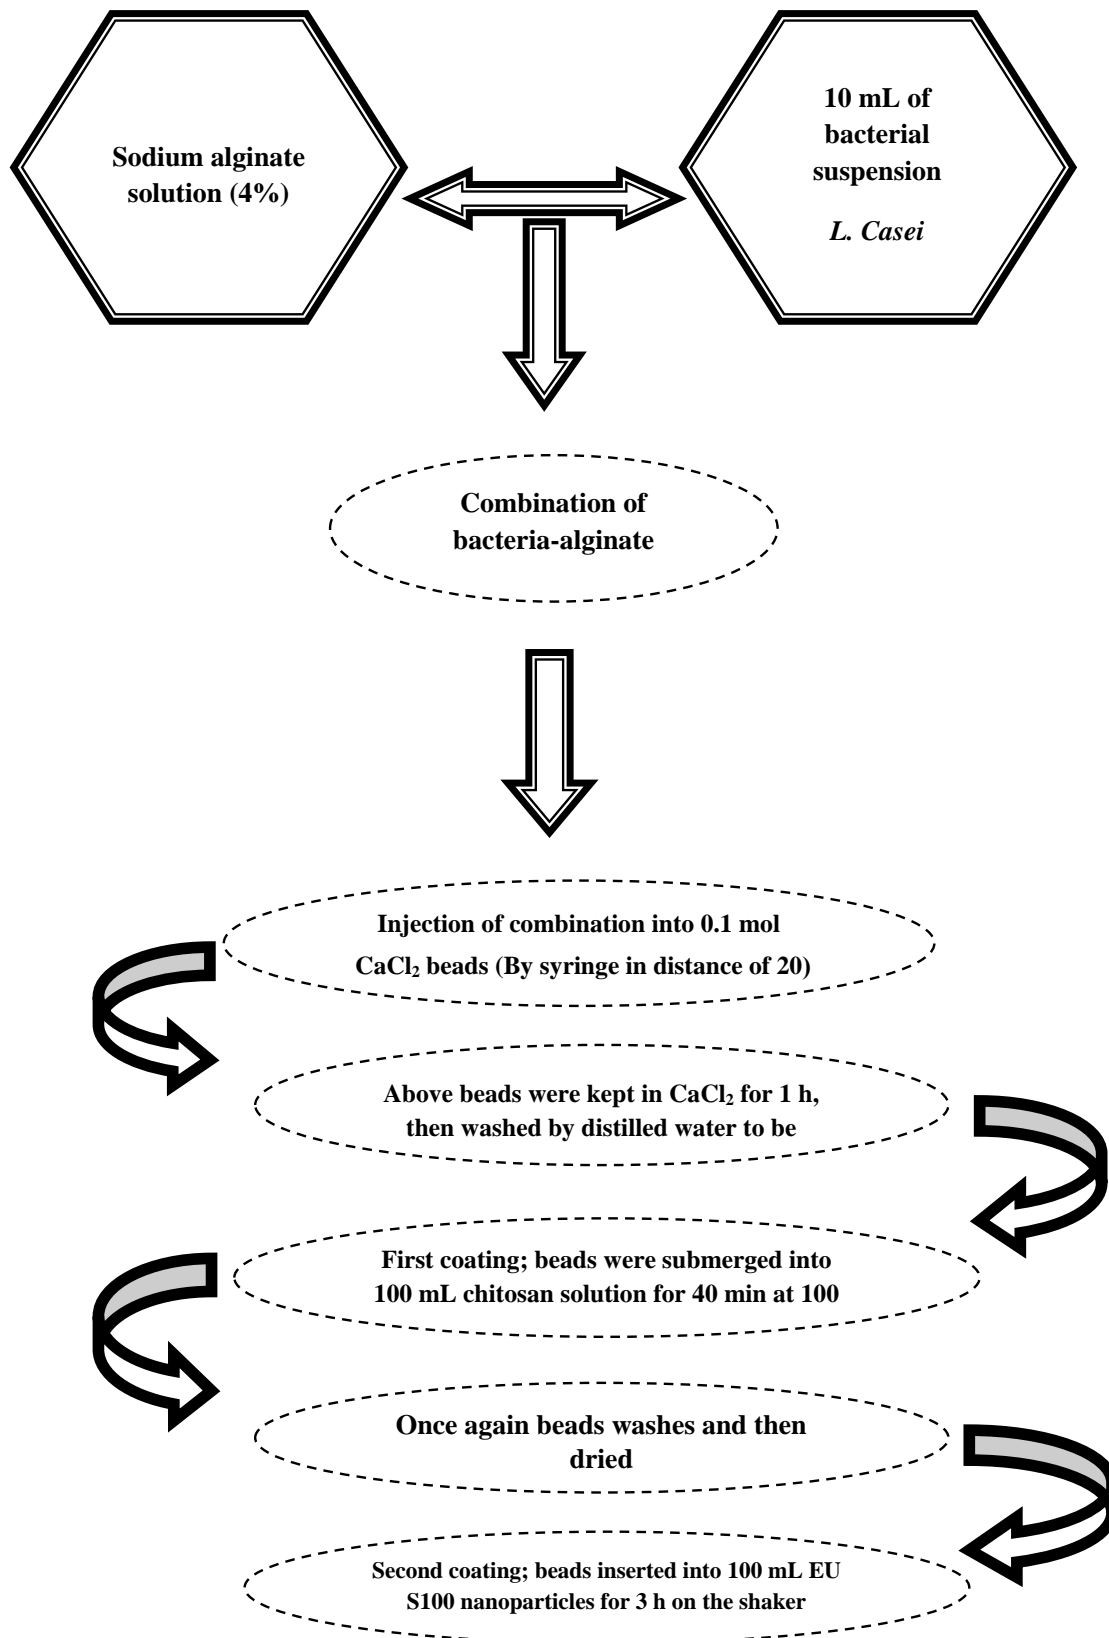 Sodium alginate
solution (4%)
10 mL of
bacterial
suspension
L. Casei
Combination of
bacteria-alginate
Injection of combination into 0.1 mol
CaCl₂ beads (By syringe in distance of 20)
Above beads were kept in CaCl₂ for 1 h,
then washed by distilled water to be
First coating; beads were submerged into
100 mL chitosan solution for 40 min at 100
Once again beads washes and then
dried
Second coating; beads inserted into 100 mL EU
S100 nanoparticles for 3 h on the shaker